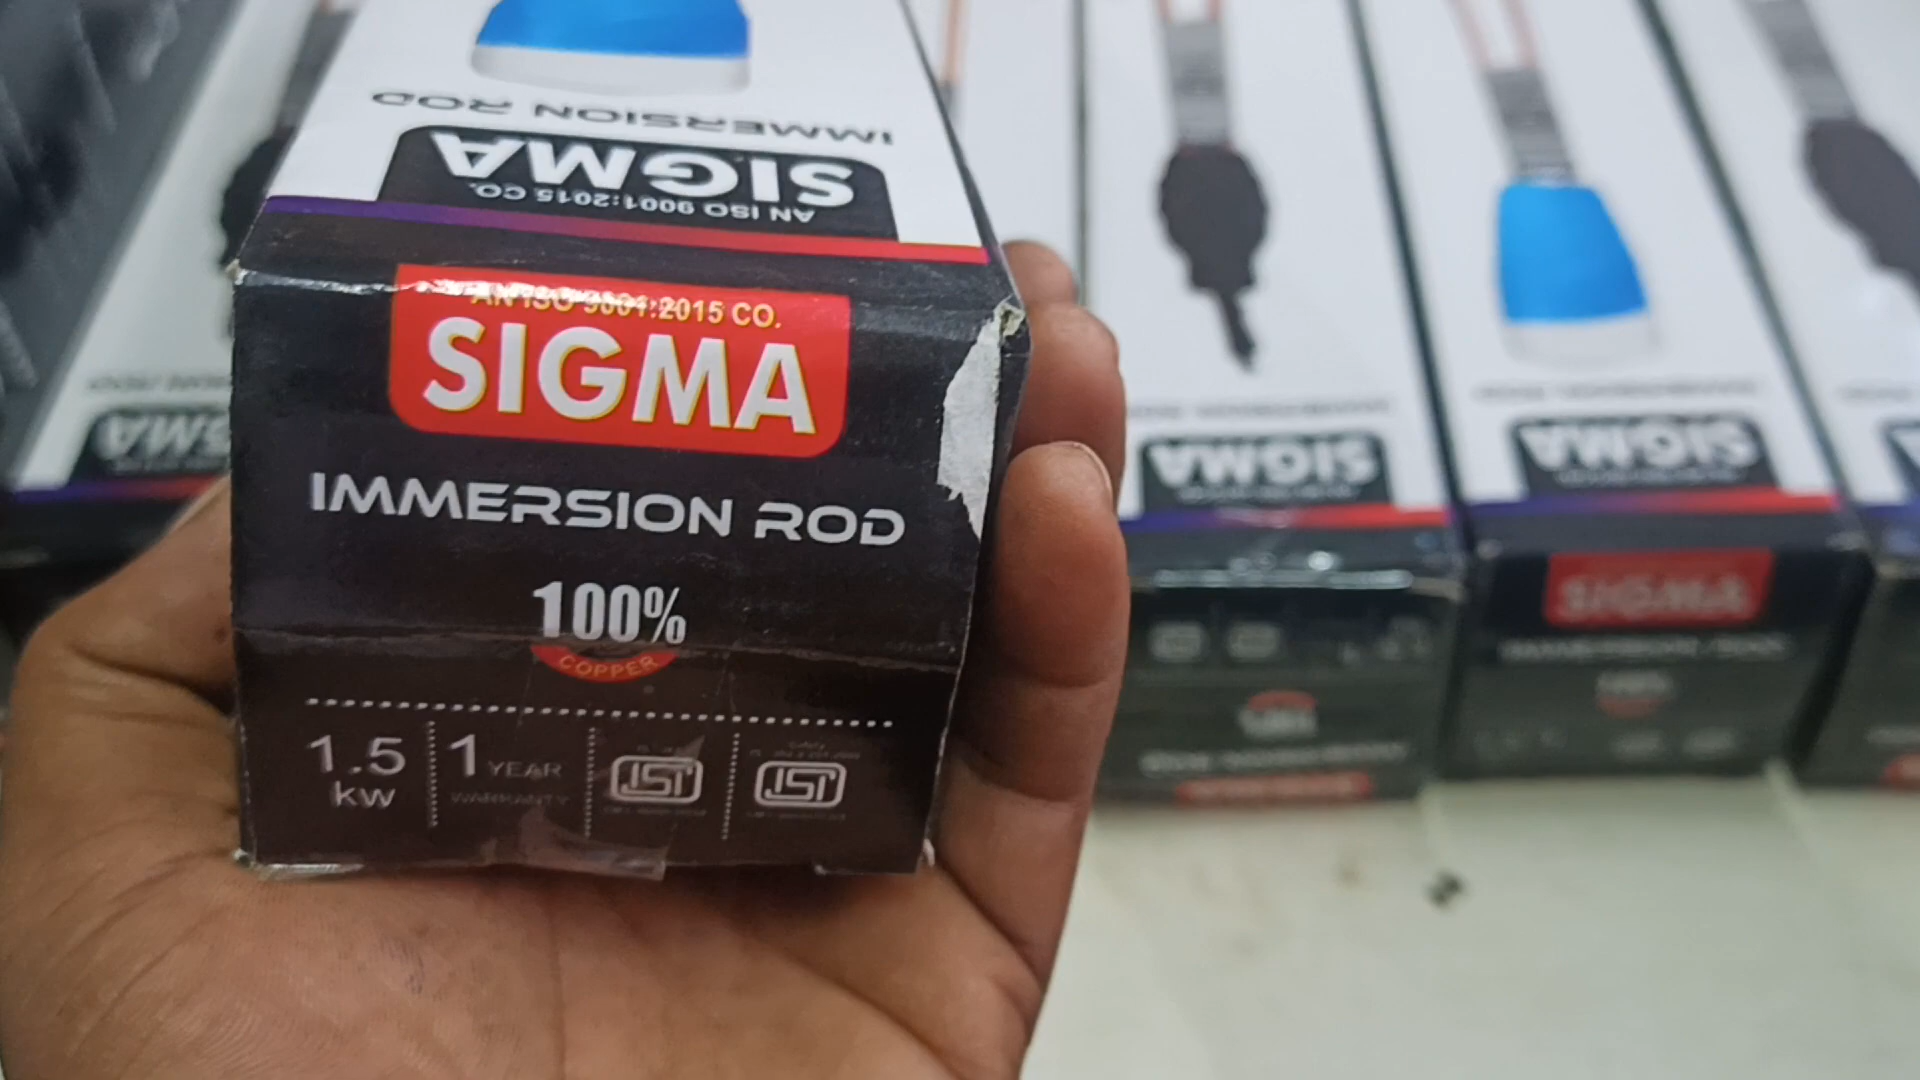 IMMERSION ROD
SIGMA
AN ISO 9001:2015 CO.
AN ISO 9001:2015 CO.
SIGMA
IMMERSION ROD
100%
COPPER
1.5 kw
1 YEAR WARRANTY
ISI
ISI
SIGMA
SIGMA
SIGMA
SIGMA